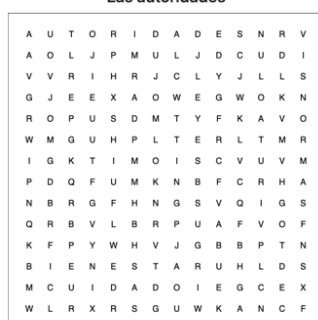 A U T O R I D A D E S N R V
A O L J P M U L J D C U D I
V V R I H R J C L Y J L L S
G J E E X A O W E G W O K N
R O P U S D M T Y F K A V O
W M G U H P L T E R L T M R
I G K T I M O I S C V U V M
P D Q F U M K N B F C R H A
N B R G F H N G S V Q I G S
Q R B V L B R P U A F V O F
K F P Y W H V J G B B P T N
B I E N E S T A R U H L D S
M C U I D A D O I E G C E X
W L R X R S G U W K A N C F